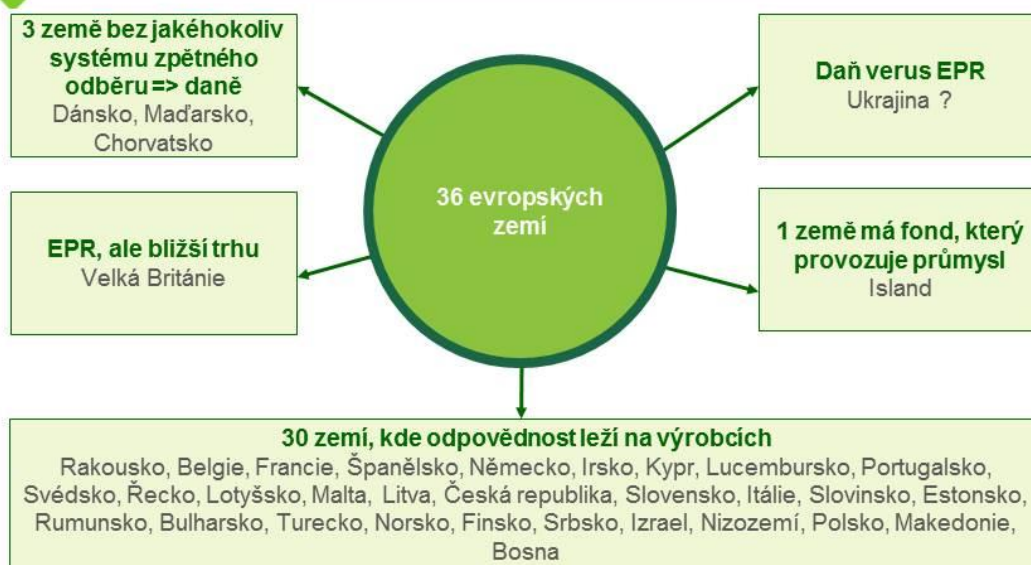 3 země bez jakéhokoliv
systému zpětného
odběru => daně
Dánsko, Maďarsko,
Chorvatsko
Daň verus EPR
Ukrajina ?
36 evropských
zemí
EPR, ale bližší trhu
Velká Británie
1 země má fond, který
provozuje průmysl
Island
30 zemí, kde odpovědnost leží na výrobcích
Rakousko, Belgie, Francie, Španělsko, Německo, Irsko, Kypr, Lucembursko, Portugalsko,
Svédsko, Řecko, Lotyšsko, Malta, Litva, Česká republika, Slovensko, Itálie, Slovinsko, Estonsko,
Rumunsko, Bulharsko, Turecko, Norsko, Finsko, Srbsko, Izrael, Nizozemí, Polsko, Makedonie,
Bosna